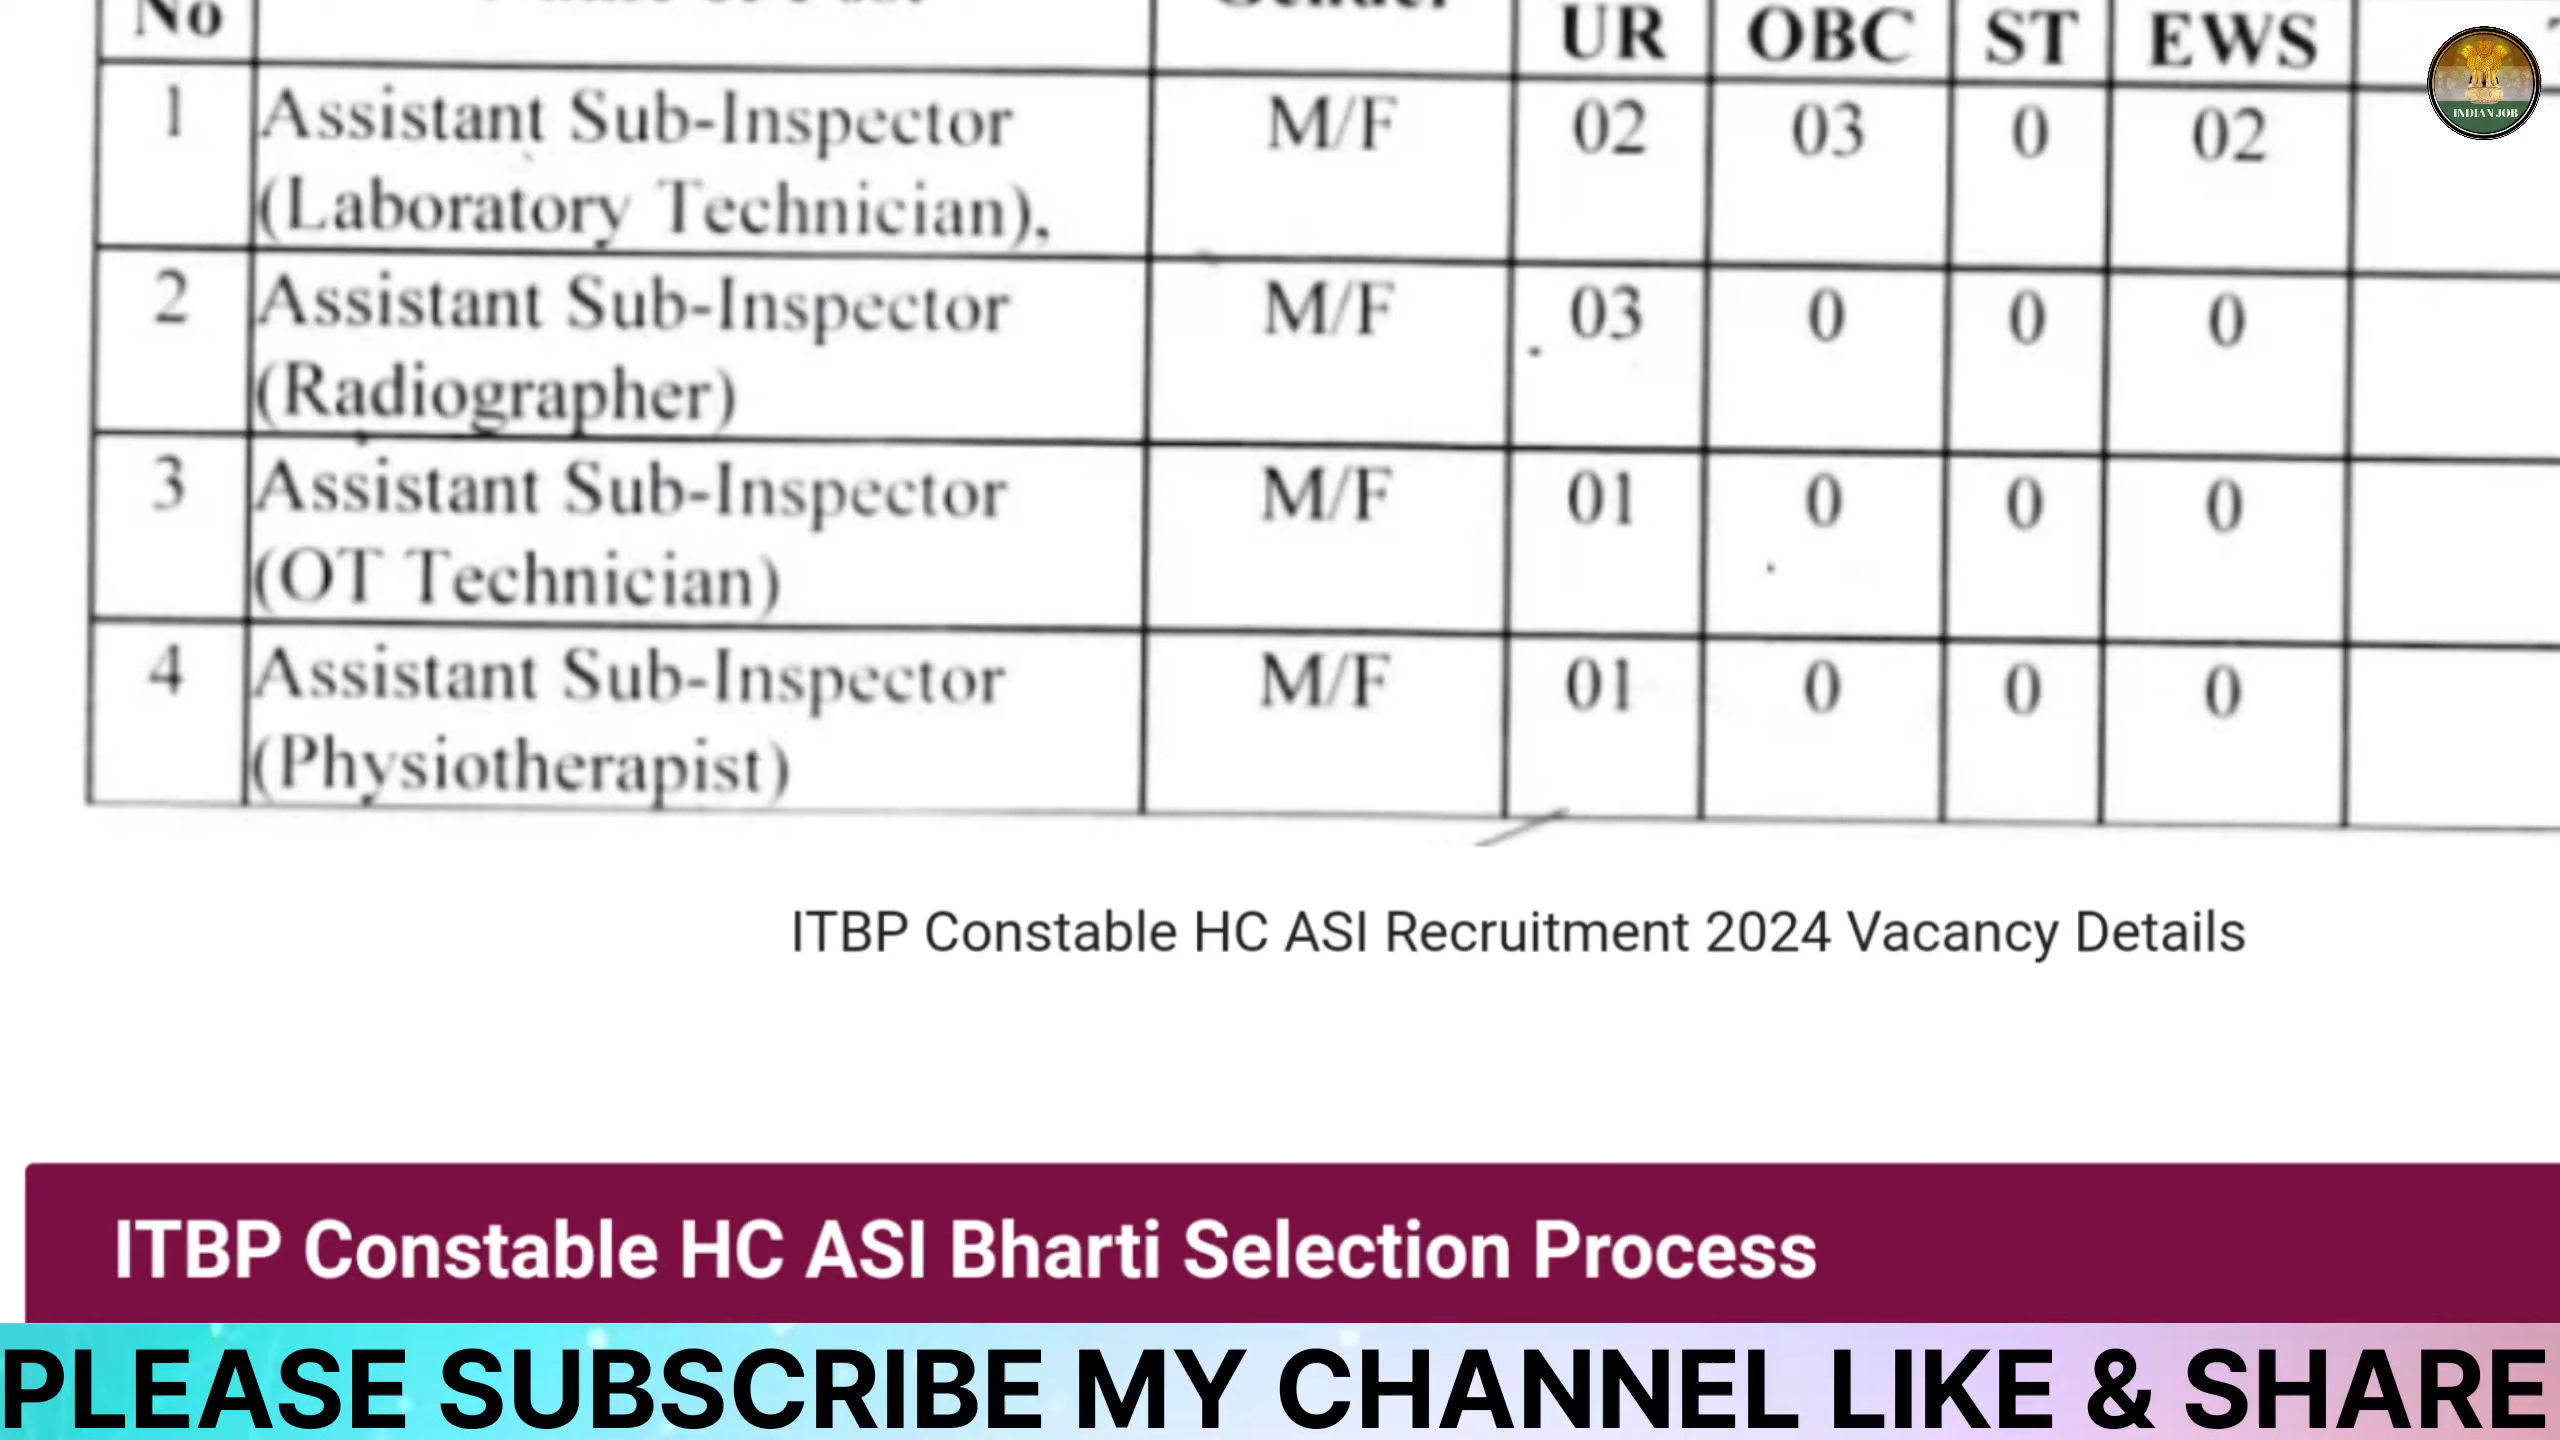 No
UR OBC ST EWS
1 Assistant Sub-Inspector M/F 02 03 0 02
(Laboratory Technician),
2 Assistant Sub-Inspector M/F 03 0 0 0
(Radiographer)
3 Assistant Sub-Inspector M/F 01 0 0 0
(OT Technician)
4 Assistant Sub-Inspector M/F 01 0 0 0
(Physiotherapist)
INDIAN JOB
ITBP Constable HC ASI Recruitment 2024 Vacancy Details
ITBP Constable HC ASI Bharti Selection Process
PLEASE SUBSCRIBE MY CHANNEL LIKE & SHARE